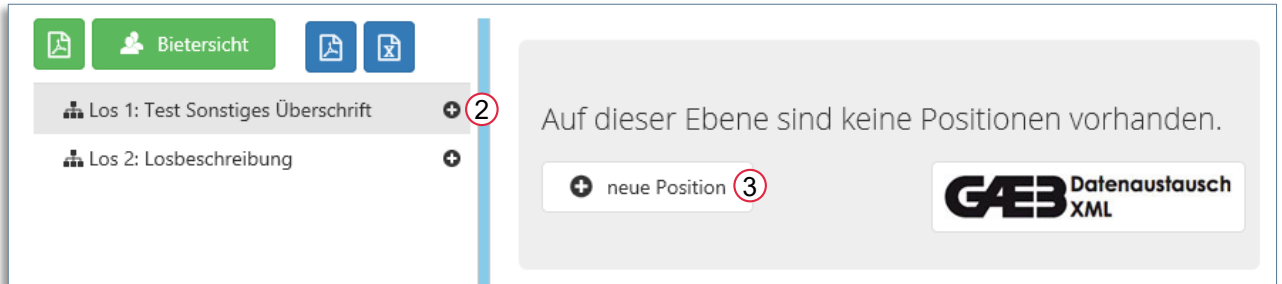 Bietersicht
Los 1: Test Sonstiges Überschrift 2
Los 2: Losbeschreibung
Auf dieser Ebene sind keine Positionen vorhanden.
neue Position 3
GAEB Datenaustausch
XML